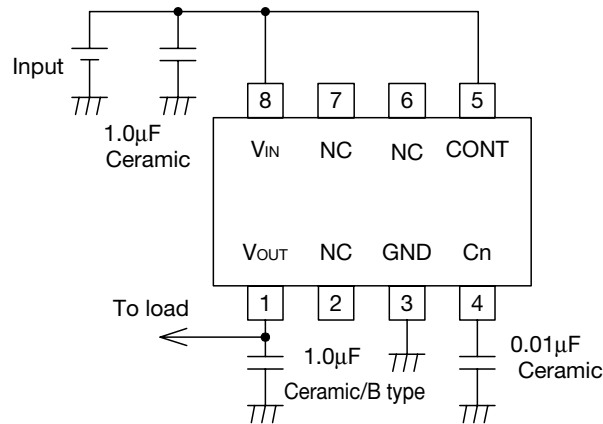 Input
1.0μF
Ceramic
8 7 6 5
VIN NC NC CONT
VOUT NC GND Cn
1 2 3 4
To load
1.0μF
Ceramic/B type
0.01μF
Ceramic